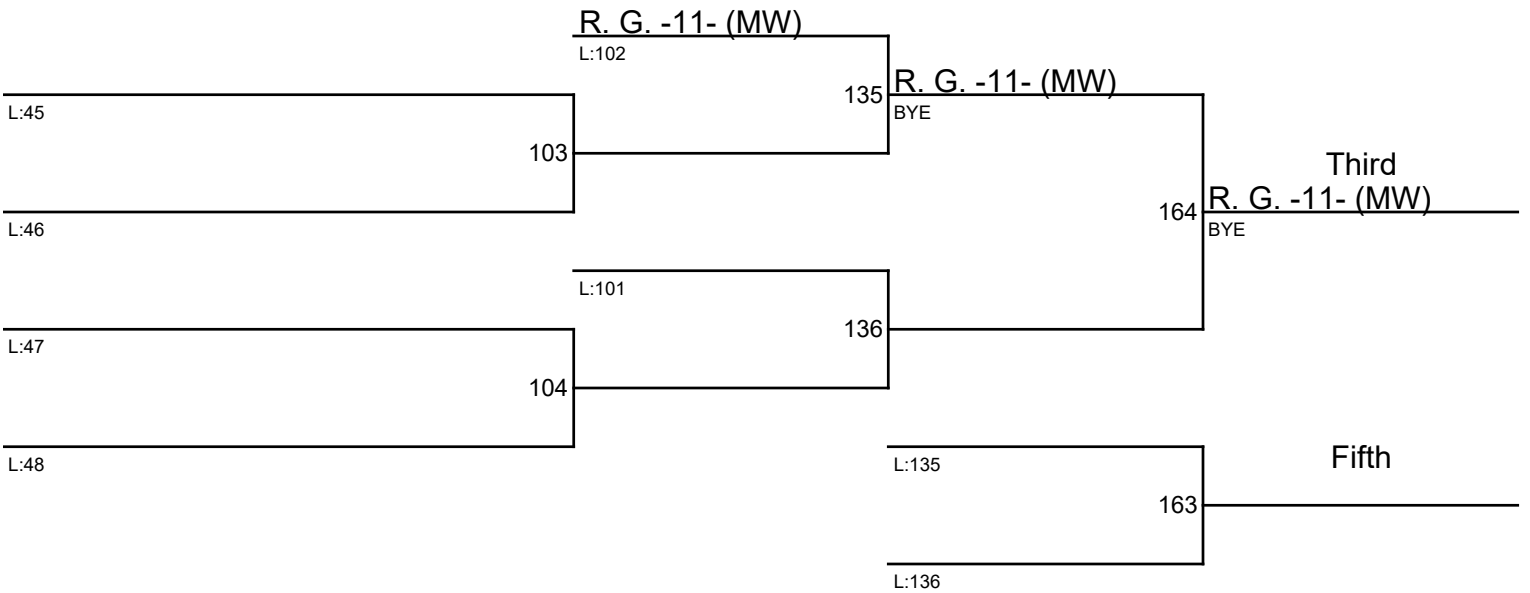 R. G. -11- (MW)
L:102
135
R. G. -11- (MW)
BYE
L:45
103
Third
L:46
164
R. G. -11- (MW)
BYE
L:101
L:47
136
104
L:48
L:135
Fifth
163
L:136